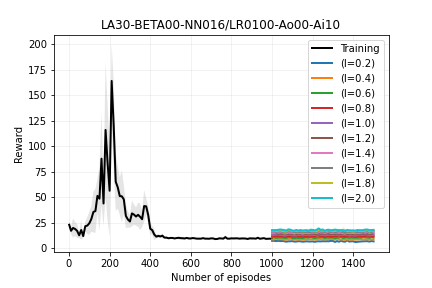 LA30-BETA00-NN016/LR0100-Ao00-Ai10
200
175
150
125
100
75
50
25
0
Reward
0 200 400 600 800 1000 1200 1400
Number of episodes
Training
(l=0.2)
(l=0.4)
(l=0.6)
(l=0.8)
(l=1.0)
(l=1.2)
(l=1.4)
(l=1.6)
(l=1.8)
(l=2.0)